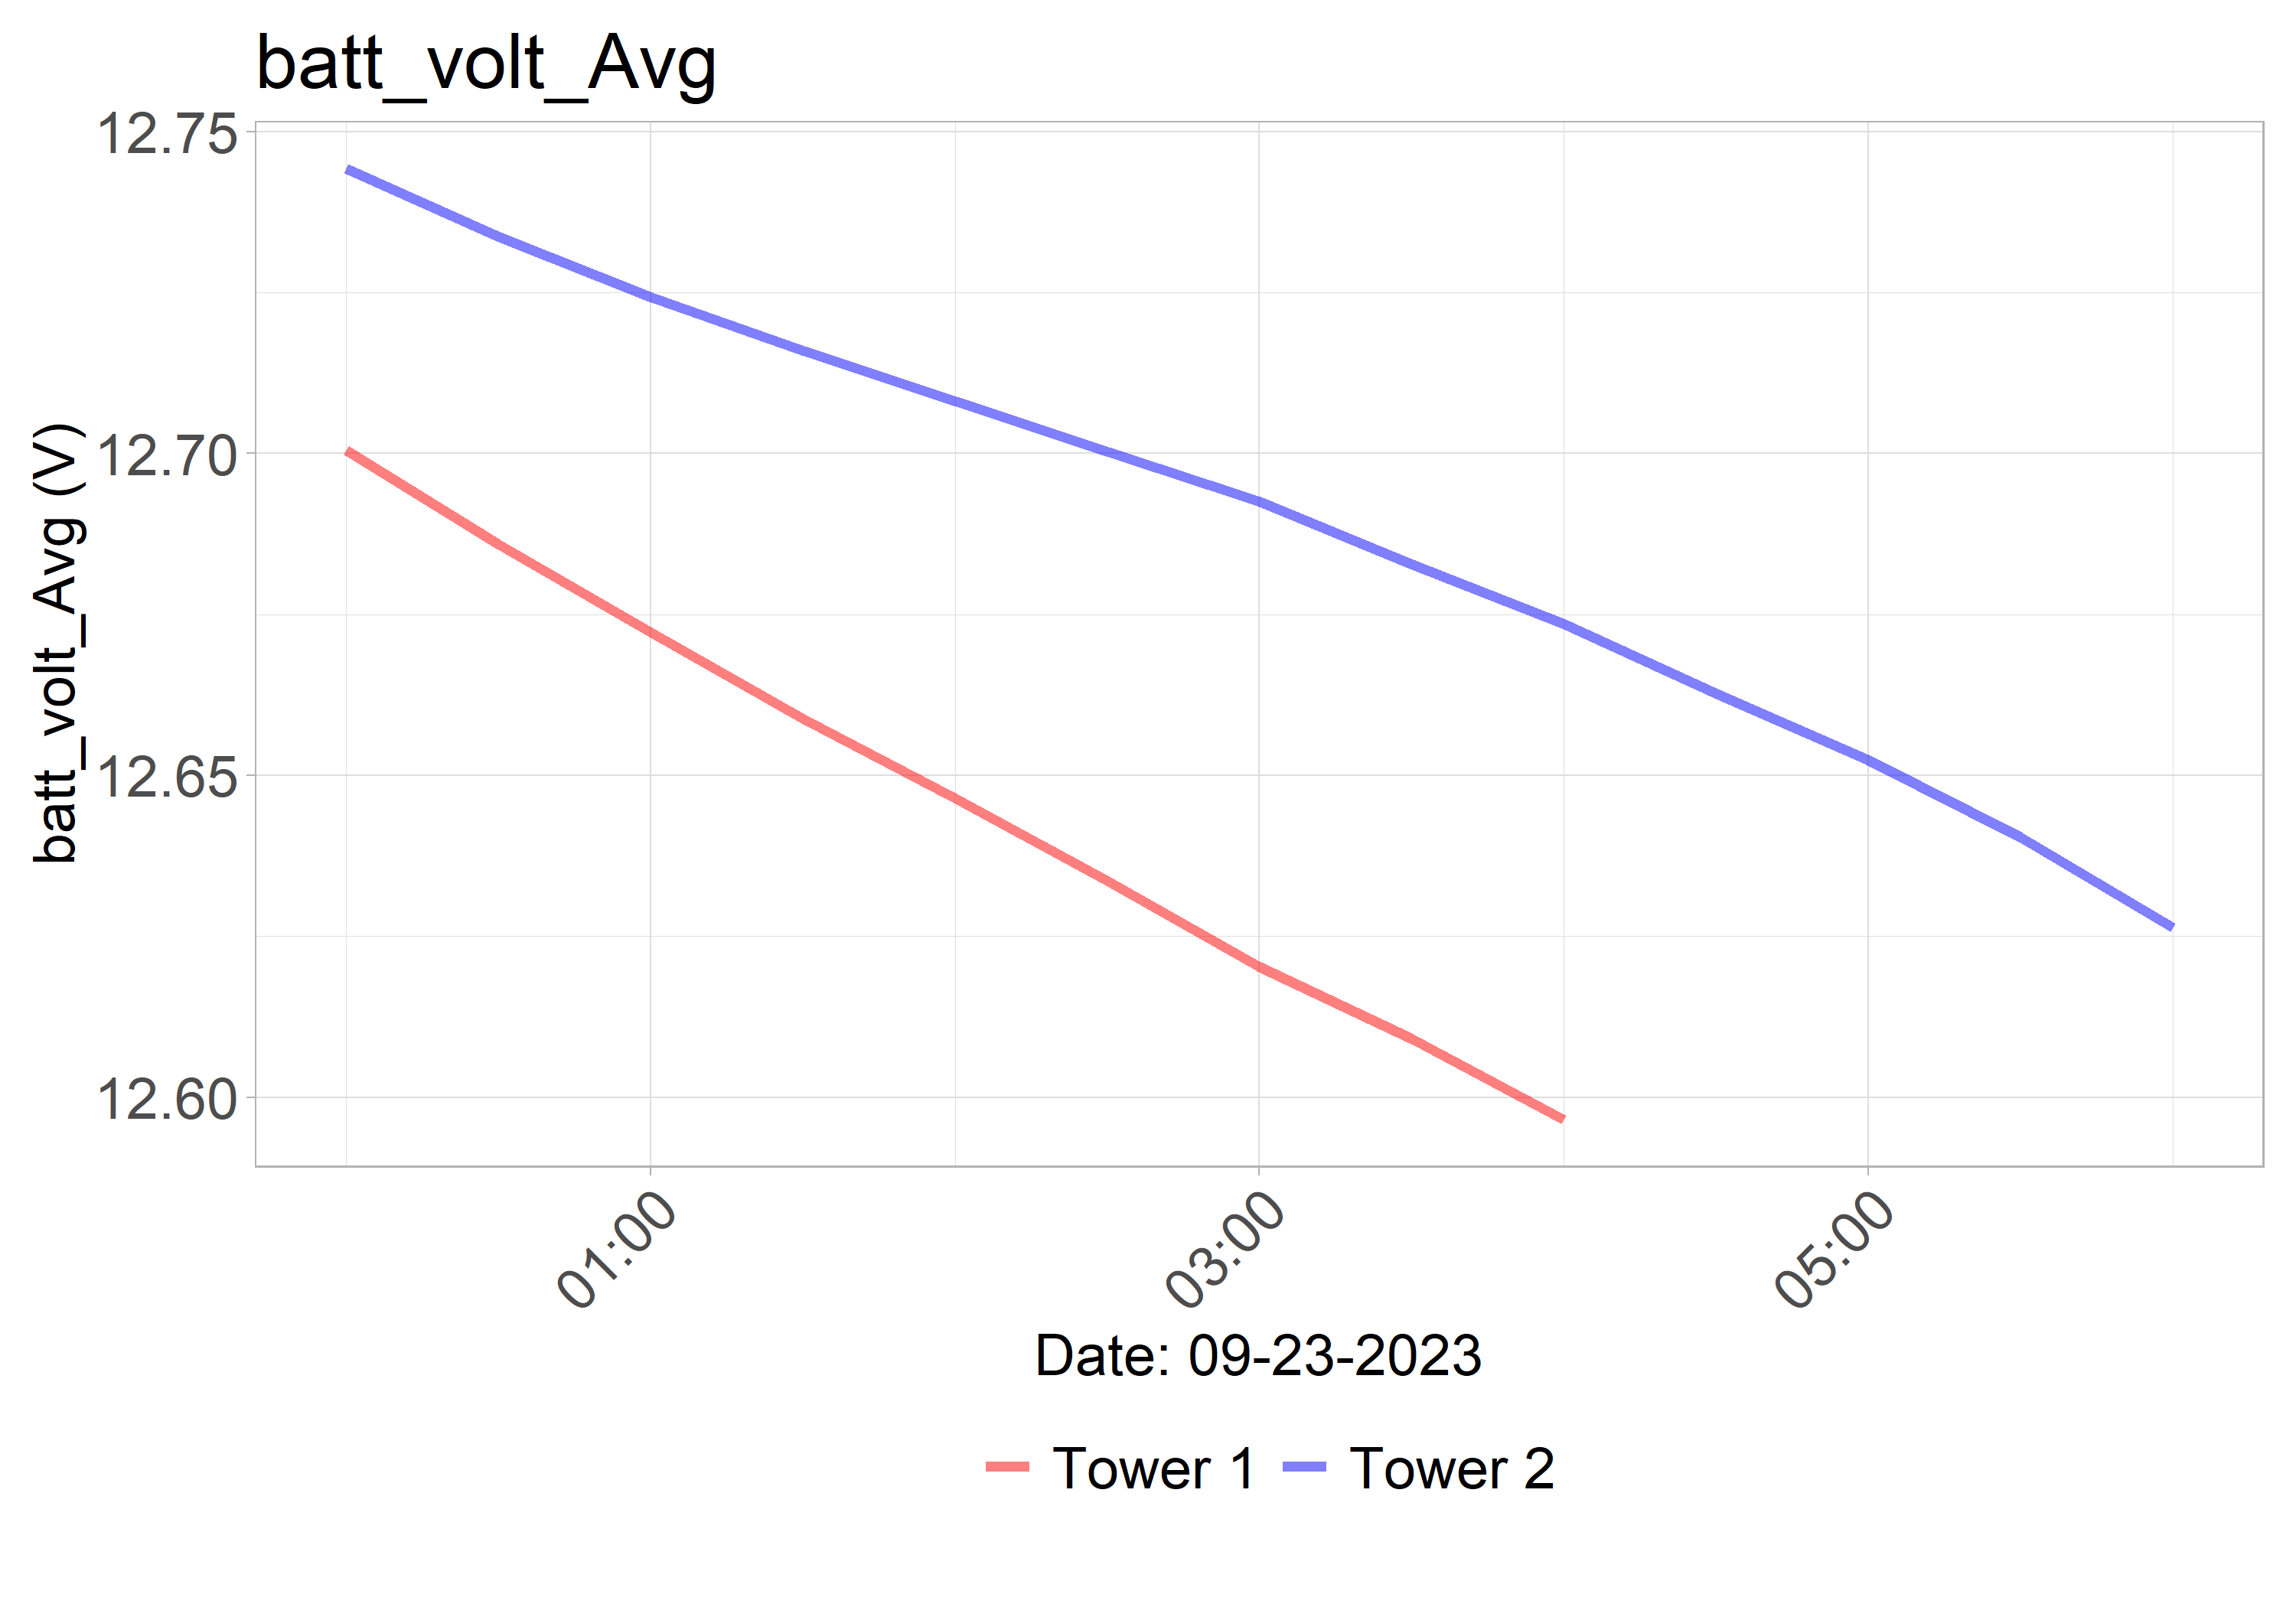 batt_volt_Avg
batt_volt_Avg (V)
12.75
12.70
12.65
12.60
01:00
03:00
05:00
Date: 09-23-2023
Tower 1
Tower 2